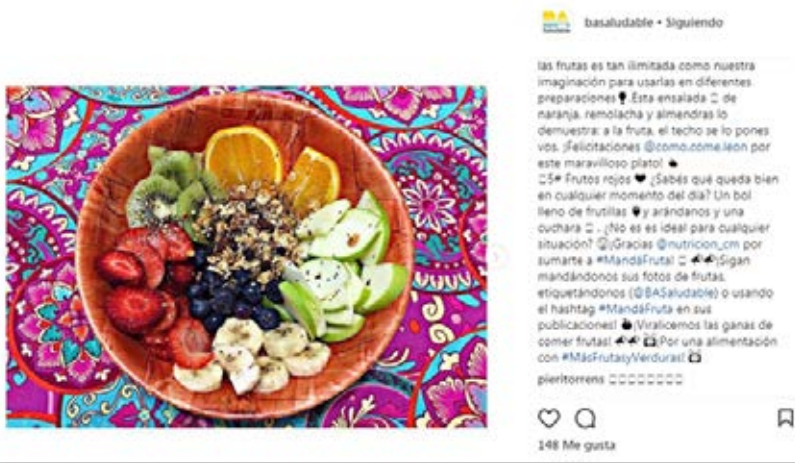 BA
basaludable • Siguiendo
las frutas es tan ilimitada como nuestra
imaginación para usarlas en diferentes
preparaciones. Esta ensalada de
naranja, remolacha y almendras lo
demuestra: a la fruta, el techo se lo pones
vos. ¡Felicitaciones @como.come.leon por
este maravilloso plato!
5# Frutos rojos ¿Sabés qué queda bien
en cualquier momento del día? Un bol
lleno de frutillas y arándanos y una
cuchara . ¿No es es ideal para cualquier
situación? ¡Gracias @nutricion_cm por
sumarte a #MandáFruta! ¡Sigan
mandándonos sus fotos de frutas,
etiquetándonos (@BASaludable) o usando
el hashtag #MandáFruta en sus
publicaciones! ¡Viralicemos las ganas de
comer frutas! ¡Por una alimentación
con #MásFrutasyVerduras!
pieritorrens
148 Me gusta